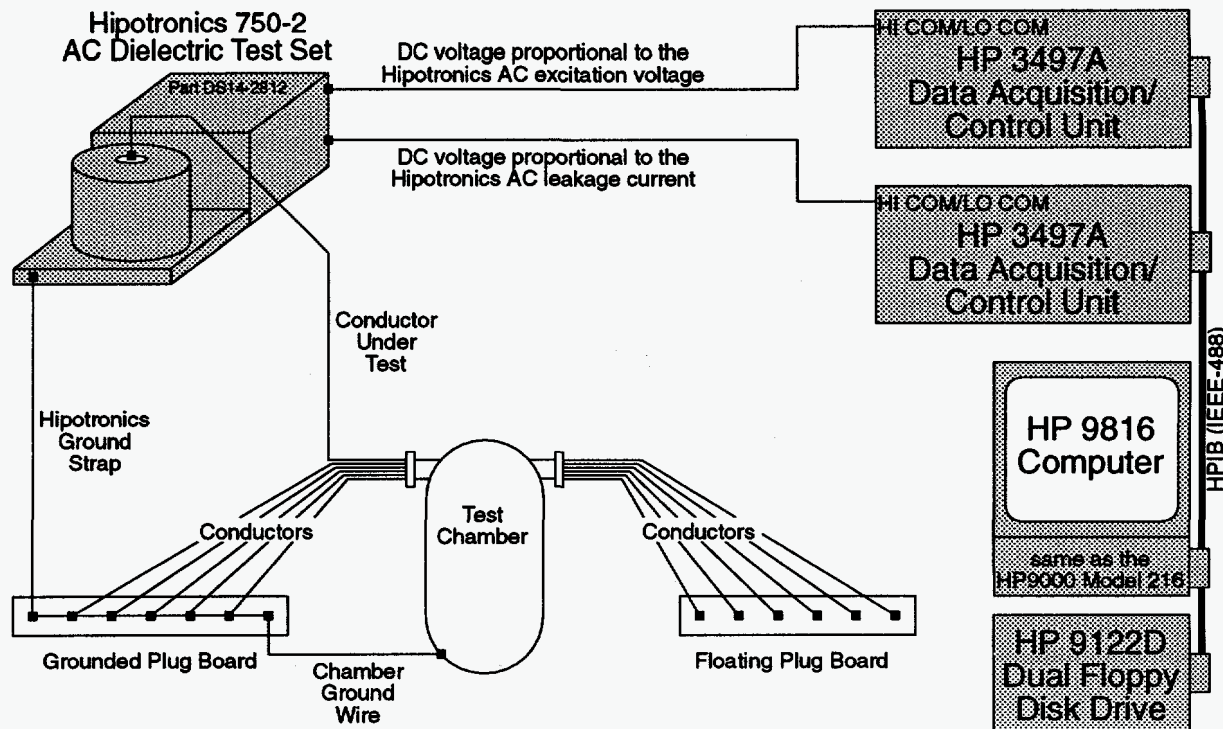 Hipotronics 750-2
AC Dielectric Test Set
Part DS14-2812
DC voltage proportional to the
Hipotronics AC excitation voltage
DC voltage proportional to the
Hipotronics AC leakage current
HI COM/LO COM
HP 3497A
Data Acquisition/
Control Unit
HI COM/LO COM
HP 3497A
Data Acquisition/
Control Unit
HPIB (IEEE-488)
Conductor
Under
Test
Hipotronics
Ground
Strap
Conductors
Test
Chamber
Conductors
HP 9816
Computer
same as the
HP9000 Model 216
Grounded Plug Board
Chamber
Ground
Wire
Floating Plug Board
HP 9122D
Dual Floppy
Disk Drive